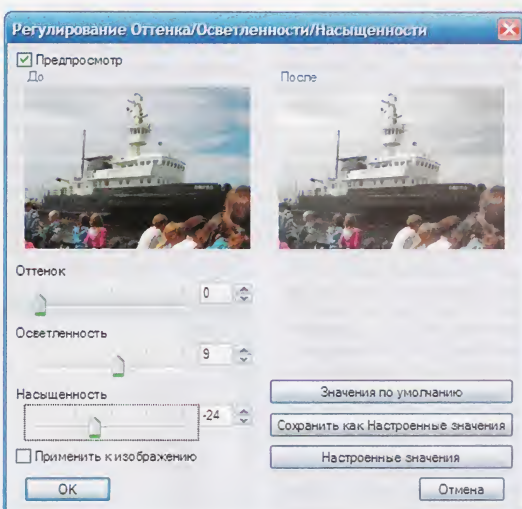 Регулирование Оттенка/Осветленности/Насыщенности
Предпросмотр
До
После
Оттенок
0
Осветленность
9
Насыщенность
-24
Применить к изображению
Значения по умолчанию
Сохранить как Настроенные значения
Настроенные значения
OK
Отмена